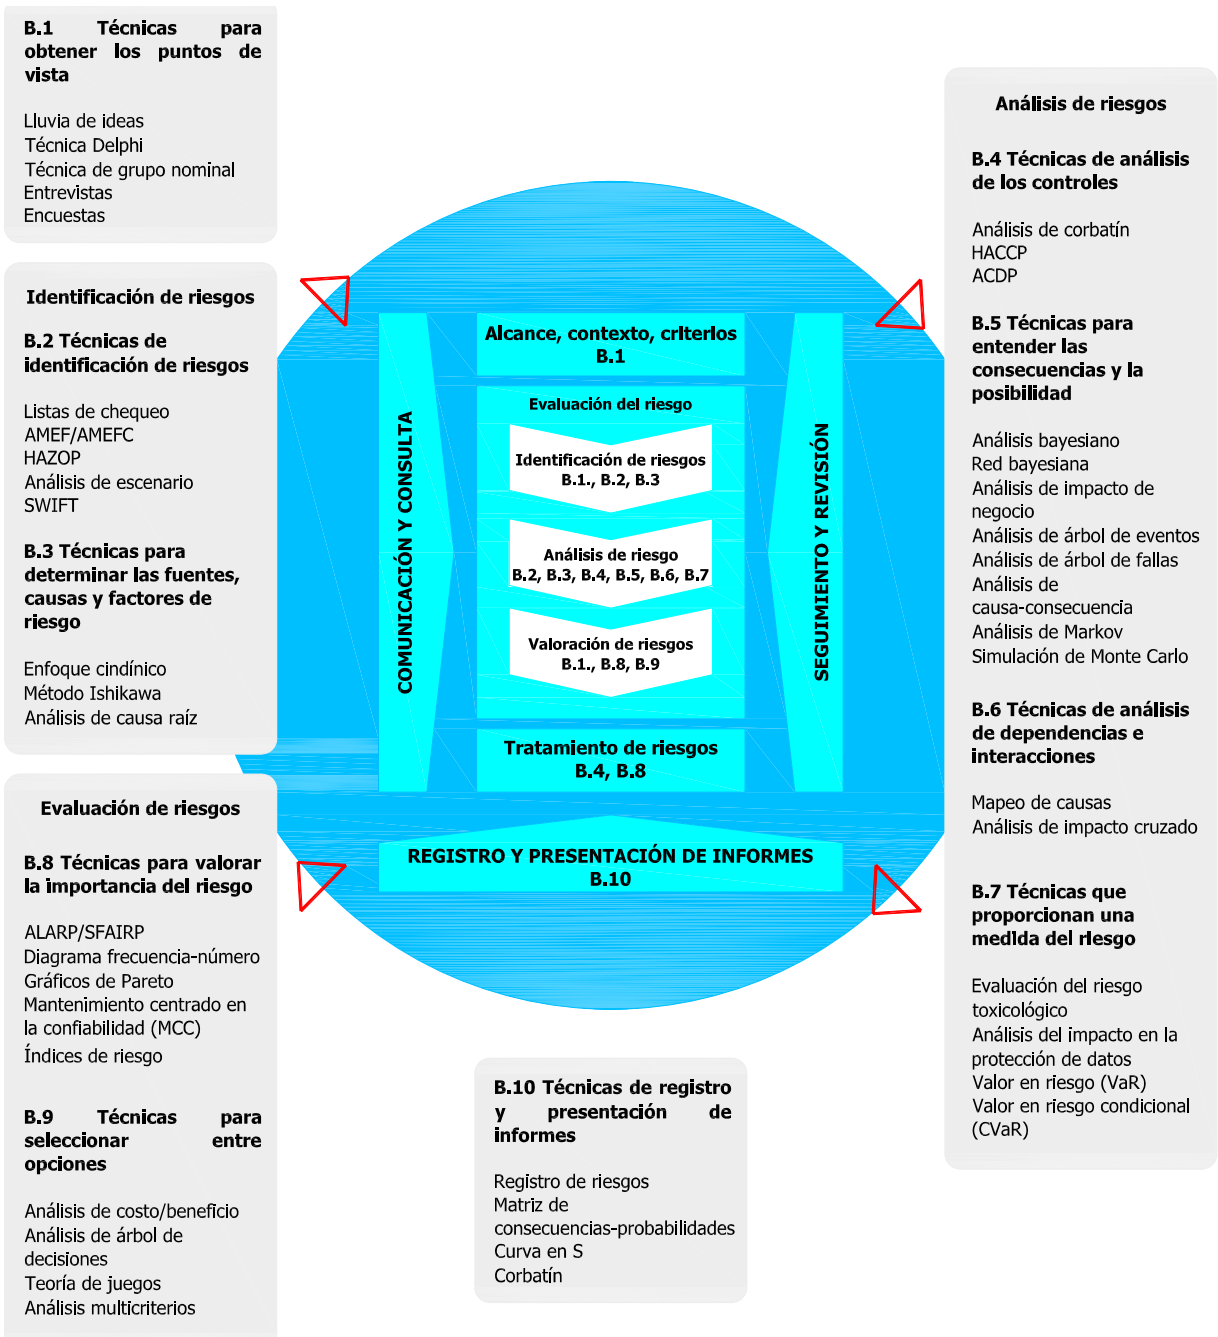 B.1 Técnicas para
obtener los puntos de
vista
Lluvia de ideas
Técnica Delphi
Técnica de grupo nominal
Entrevistas
Encuestas
Identificación de riesgos
B.2 Técnicas de
identificación de riesgos
Listas de chequeo
AMEF/AMEFC
HAZOP
Análisis de escenario
SWIFT
B.3 Técnicas para
determinar las fuentes,
causas y factores de
riesgo
Enfoque cindínico
Método Ishikawa
Análisis de causa raíz
Evaluación de riesgos
B.8 Técnicas para valorar
la importancia del riesgo
ALARP/SFAIRP
Diagrama frecuencia-número
Gráficos de Pareto
Mantenimiento centrado en
la confiabilidad (MCC)
Índices de riesgo
B.9 Técnicas para
seleccionar entre
opciones
Análisis de costo/beneficio
Análisis de árbol de
decisiones
Teoría de juegos
Análisis multicriterios
COMUNICACIÓN Y CONSULTA
Alcance, contexto, criterios
B.1
Evaluación del riesgo
Identificación de riesgos
B.1., B.2, B.3
Análisis de riesgo
B.2, B.3, B.4, B.5, B.6, B.7
Valoración de riesgos
B.1., B.8, B.9
Tratamiento de riesgos
B.4, B.8
SEGUIMIENTO Y REVISIÓN
REGISTRO Y PRESENTACIÓN DE INFORMES
B.10
B.10 Técnicas de registro
y presentación de
informes
Registro de riesgos
Matriz de
consecuencias-probabilidades
Curva en S
Corbatín
Análisis de riesgos
B.4 Técnicas de análisis
de los controles
Análisis de corbatín
HACCP
ACDP
B.5 Técnicas para
entender las
consecuencias y la
posibilidad
Análisis bayesiano
Red bayesiana
Análisis de impacto de
negocio
Análisis de árbol de eventos
Análisis de árbol de fallas
Análisis de
causa-consecuencia
Análisis de Markov
Simulación de Monte Carlo
B.6 Técnicas de análisis
de dependencias e
interacciones
Mapeo de causas
Análisis de impacto cruzado
B.7 Técnicas que
proporcionan una
medida del riesgo
Evaluación del riesgo
toxicológico
Análisis del impacto en la
protección de datos
Valor en riesgo (VaR)
Valor en riesgo condicional
(CVaR)